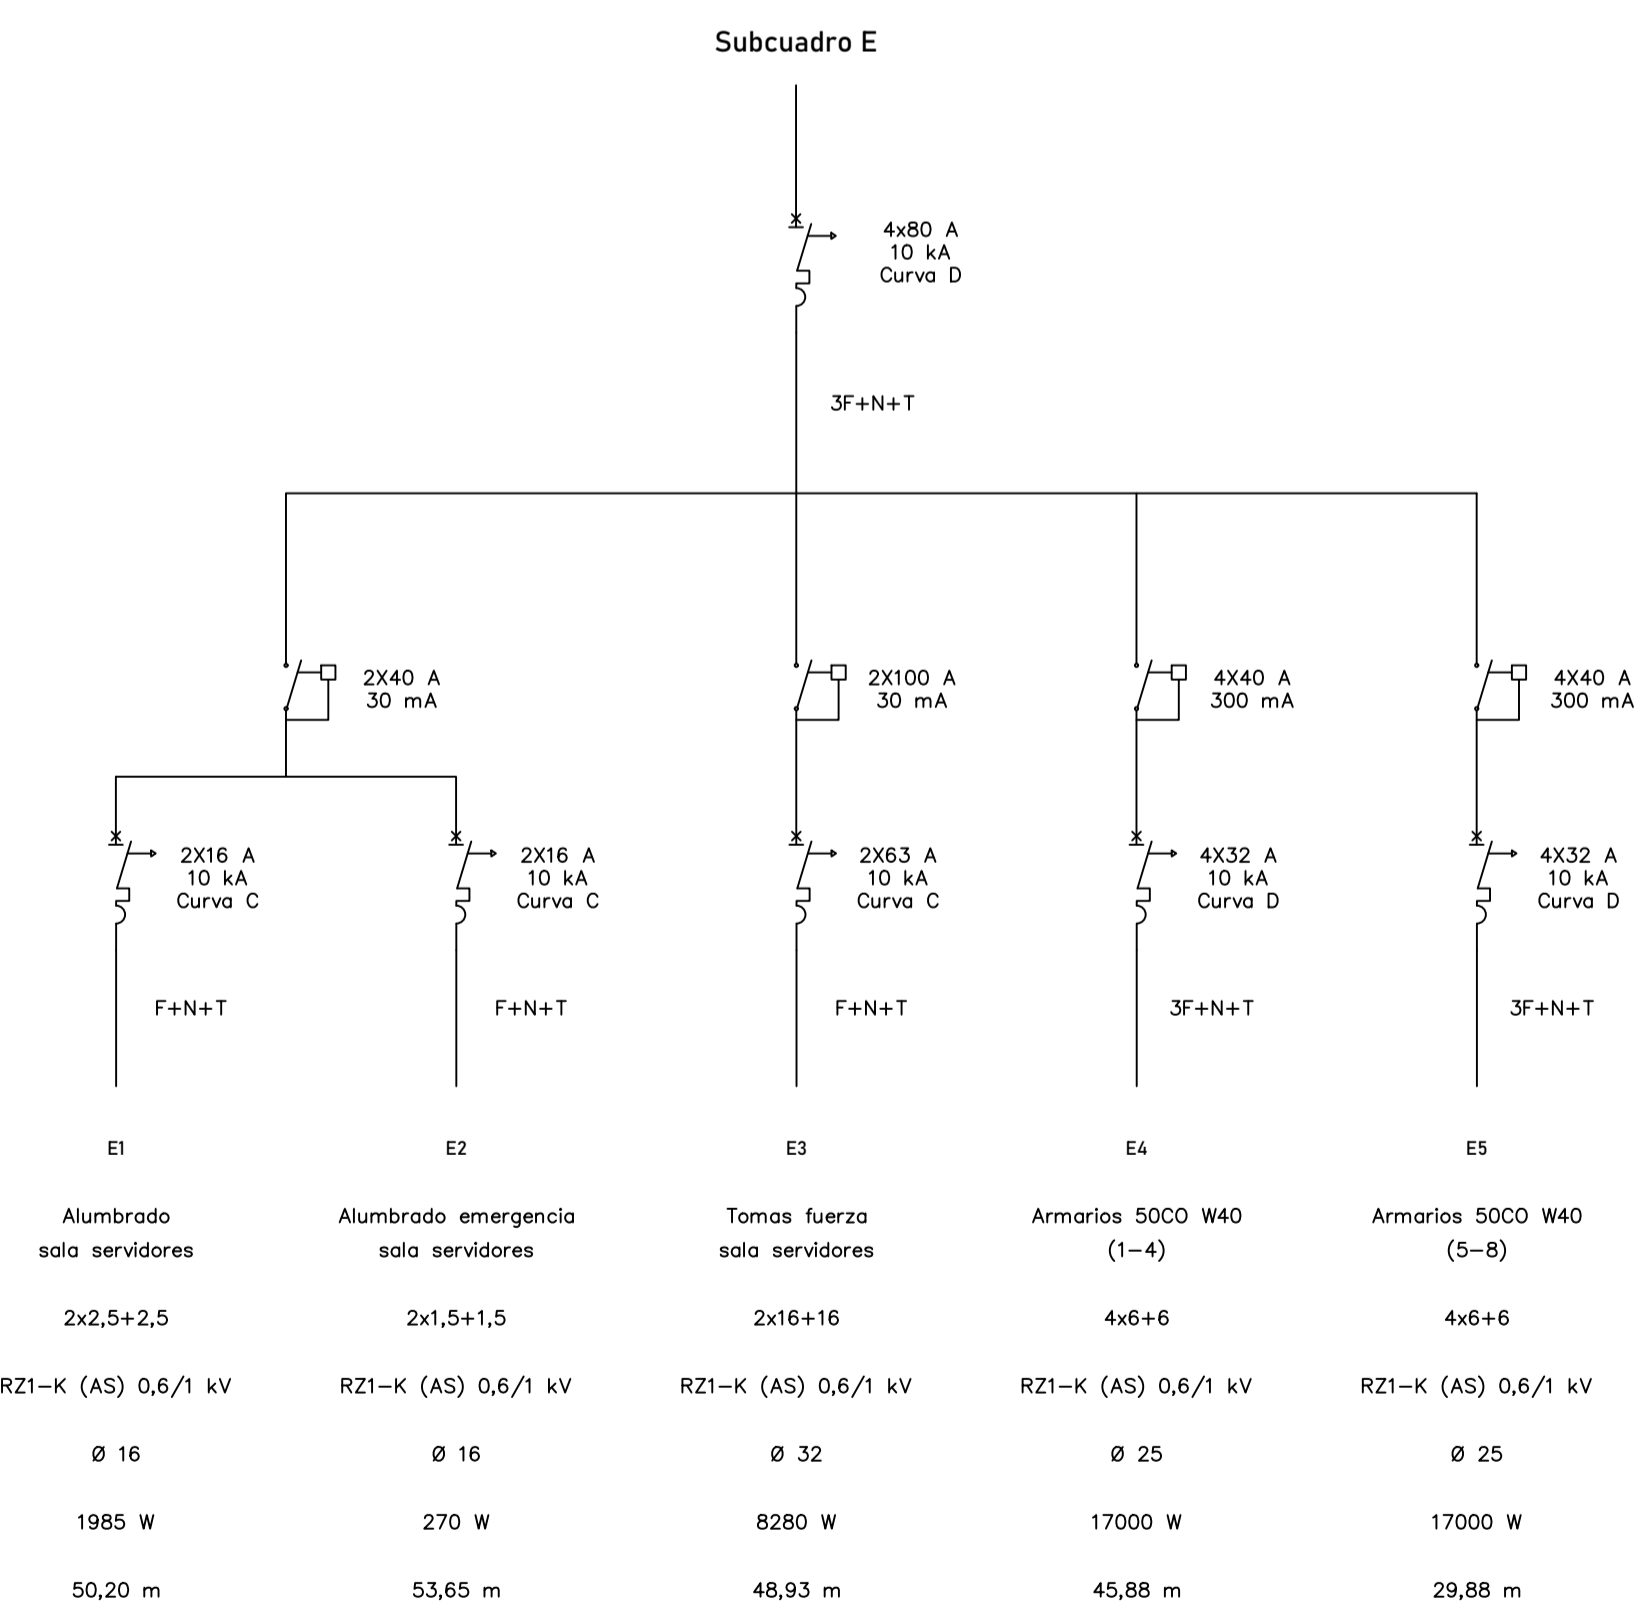 Subcuadro E
4x80 A
10 kA
Curva D
3F+N+T
2X40 A
30 mA
2X100 A
30 mA
4X40 A
300 mA
4X40 A
300 mA
2X16 A
10 kA
Curva C
2X16 A
10 kA
Curva C
2X63 A
10 kA
Curva C
4X32 A
10 kA
Curva D
4X32 A
10 kA
Curva D
F+N+T
F+N+T
F+N+T
3F+N+T
3F+N+T
E1
E2
E3
E4
E5
Alumbrado
sala servidores
Alumbrado emergencia
sala servidores
Tomas fuerza
sala servidores
Armarios 50CO W40
(1-4)
Armarios 50CO W40
(5-8)
2x2,5+2,5
2x1,5+1,5
2x16+16
4x6+6
4x6+6
RZ1-K (AS) 0,6/1 kV
RZ1-K (AS) 0,6/1 kV
RZ1-K (AS) 0,6/1 kV
RZ1-K (AS) 0,6/1 kV
RZ1-K (AS) 0,6/1 kV
Ø 16
Ø 16
Ø 32
Ø 25
Ø 25
1985 W
270 W
8280 W
17000 W
17000 W
50,20 m
53,65 m
48,93 m
45,88 m
29,88 m